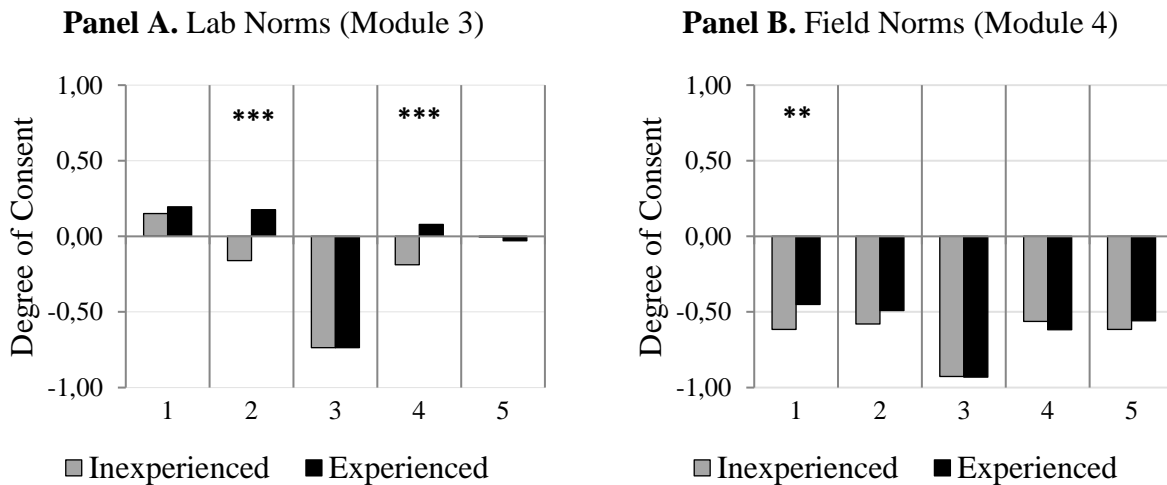 Panel A. Lab Norms (Module 3)
Degree of Consent
1,00
0,50
0,00
-0,50
-1,00
*** ***
1 2 3 4 5
Inexperienced Experienced
Panel B. Field Norms (Module 4)
Degree of Consent
1,00
0,50
0,00
-0,50
-1,00
**
1 2 3 4 5
Inexperienced Experienced